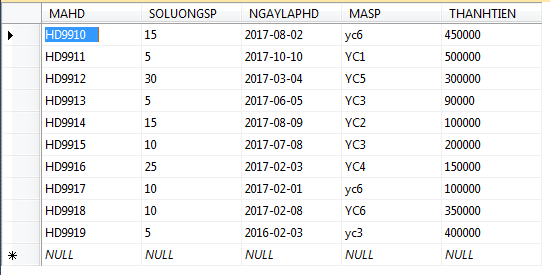 MAHD SOLUONGSP NGAYLAPHD MASP THANHTIEN
HD9910 15 2017-08-02 yc6 450000
HD9911 5 2017-10-10 YC1 500000
HD9912 30 2017-03-04 YC5 300000
HD9913 5 2017-06-05 YC3 90000
HD9914 15 2017-08-09 YC2 100000
HD9915 10 2017-07-08 YC3 200000
HD9916 25 2017-02-03 YC4 150000
HD9917 10 2017-02-01 yc6 100000
HD9918 10 2017-02-08 YC6 350000
HD9919 5 2016-02-03 yc3 400000
NULL NULL NULL NULL NULL